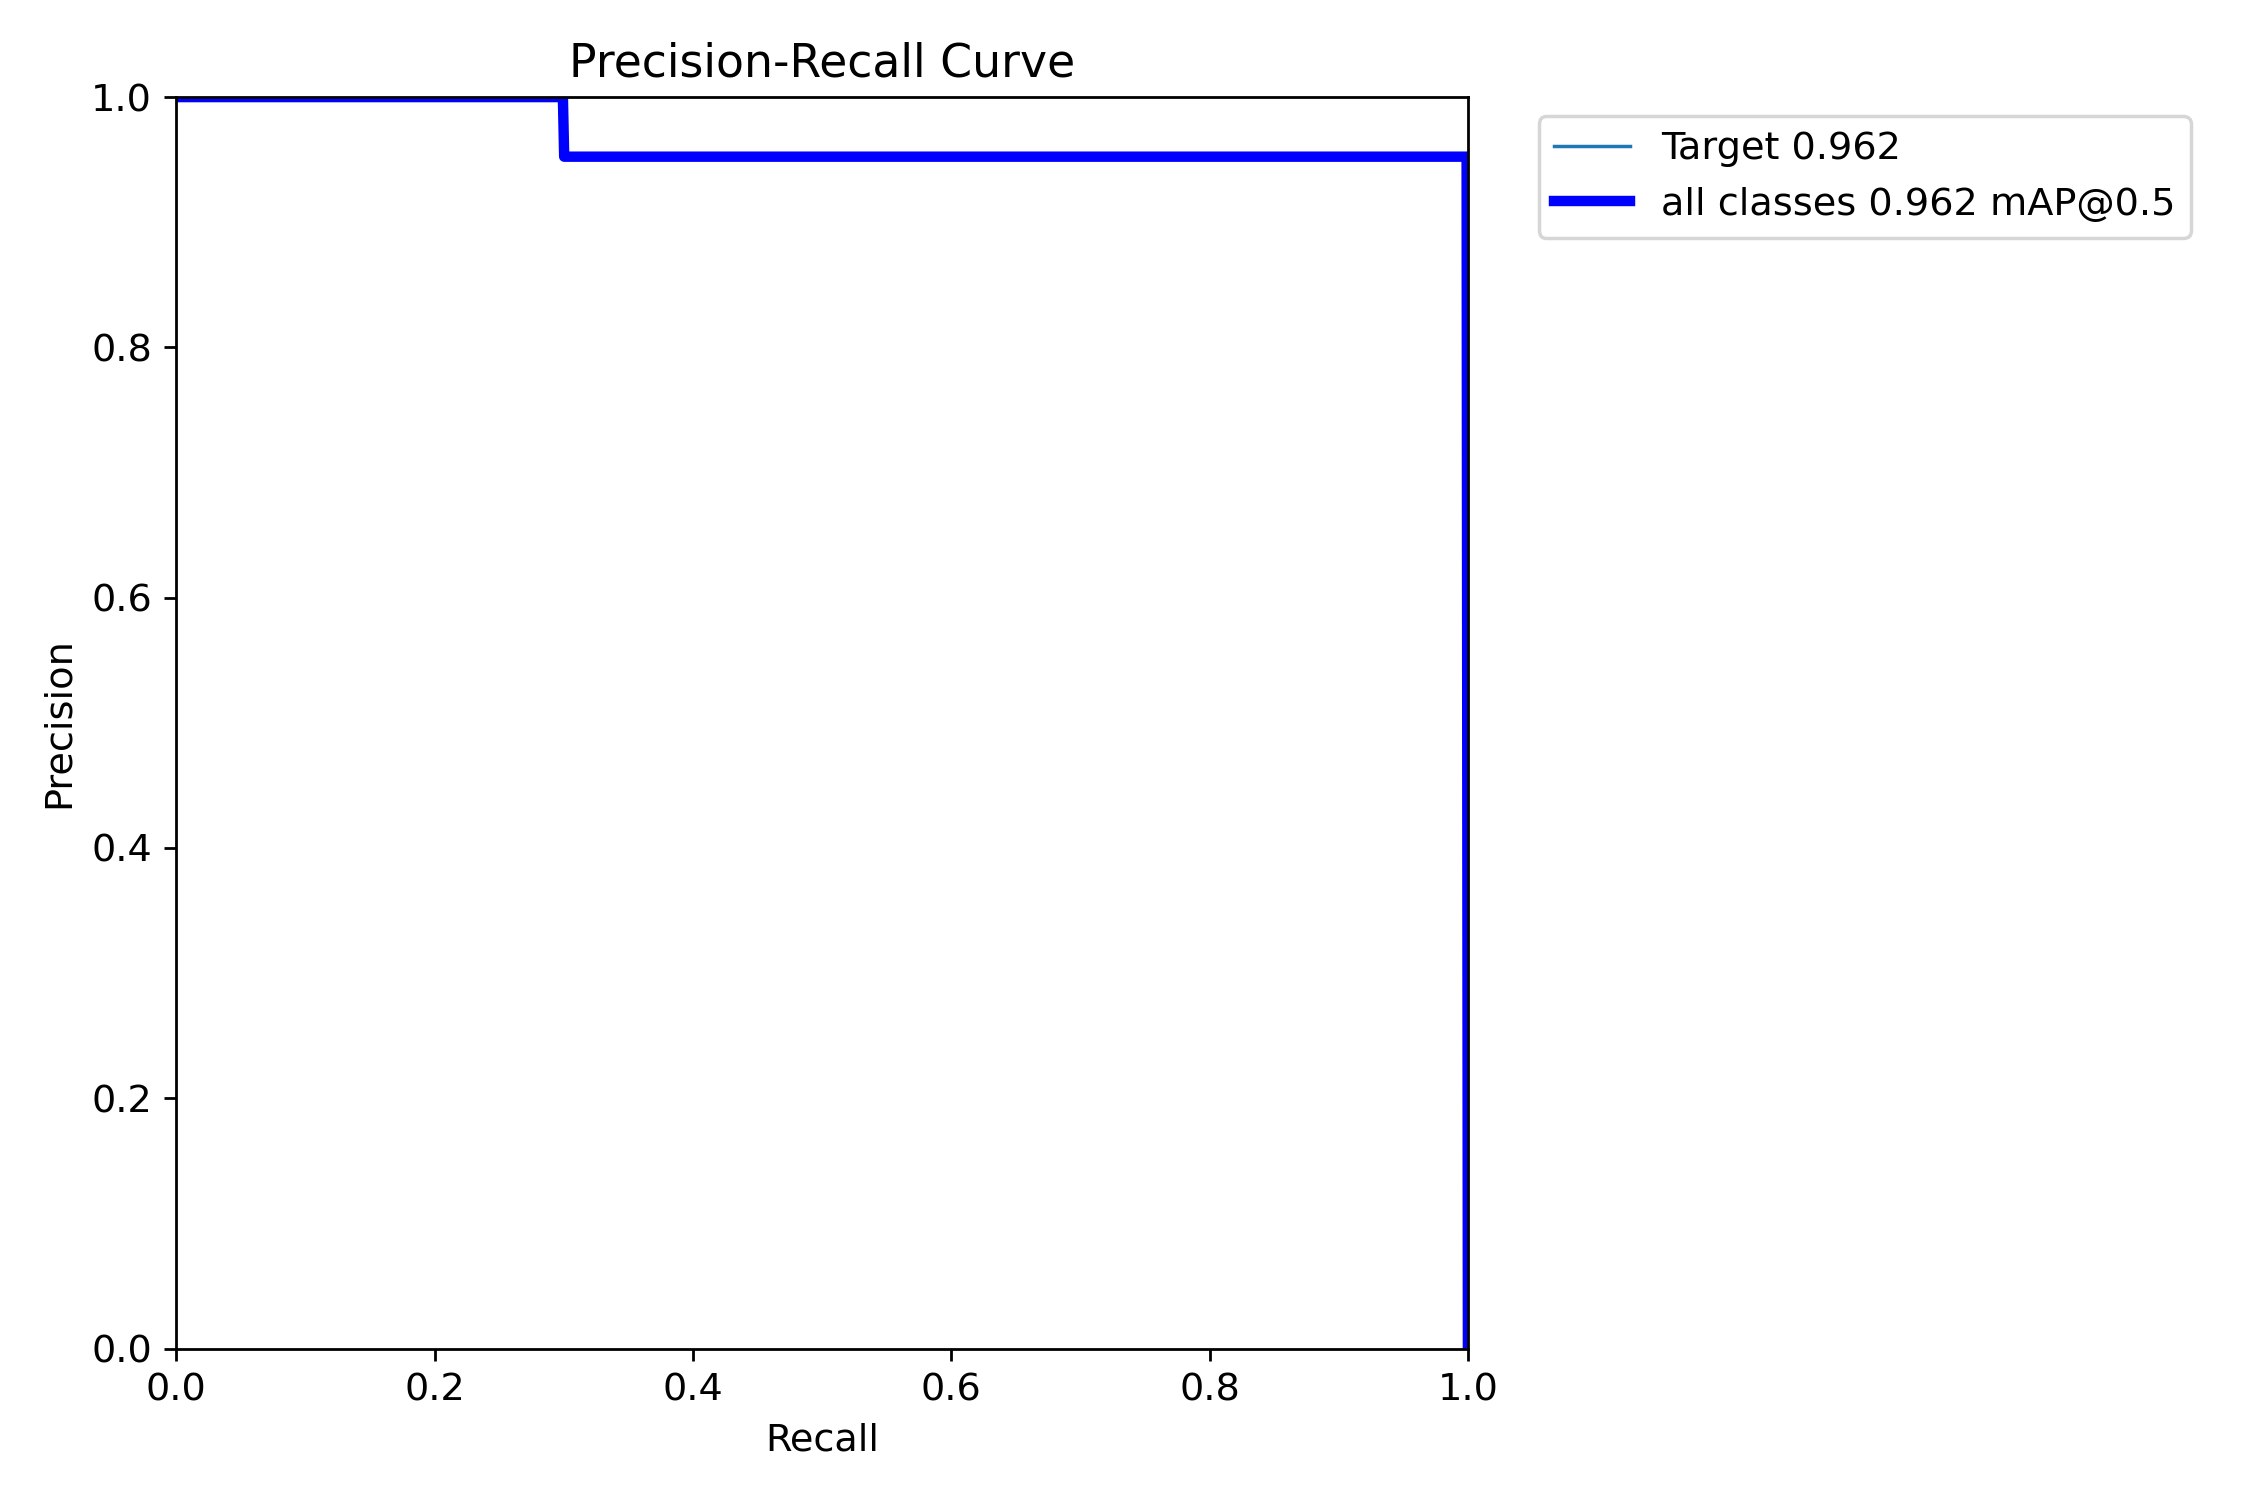 Precision-Recall Curve
1.0
0.8
0.6
0.4
0.2
0.0
Precision
0.0 0.2 0.4 0.6 0.8 1.0
Recall
Target 0.962
all classes 0.962 mAP@0.5